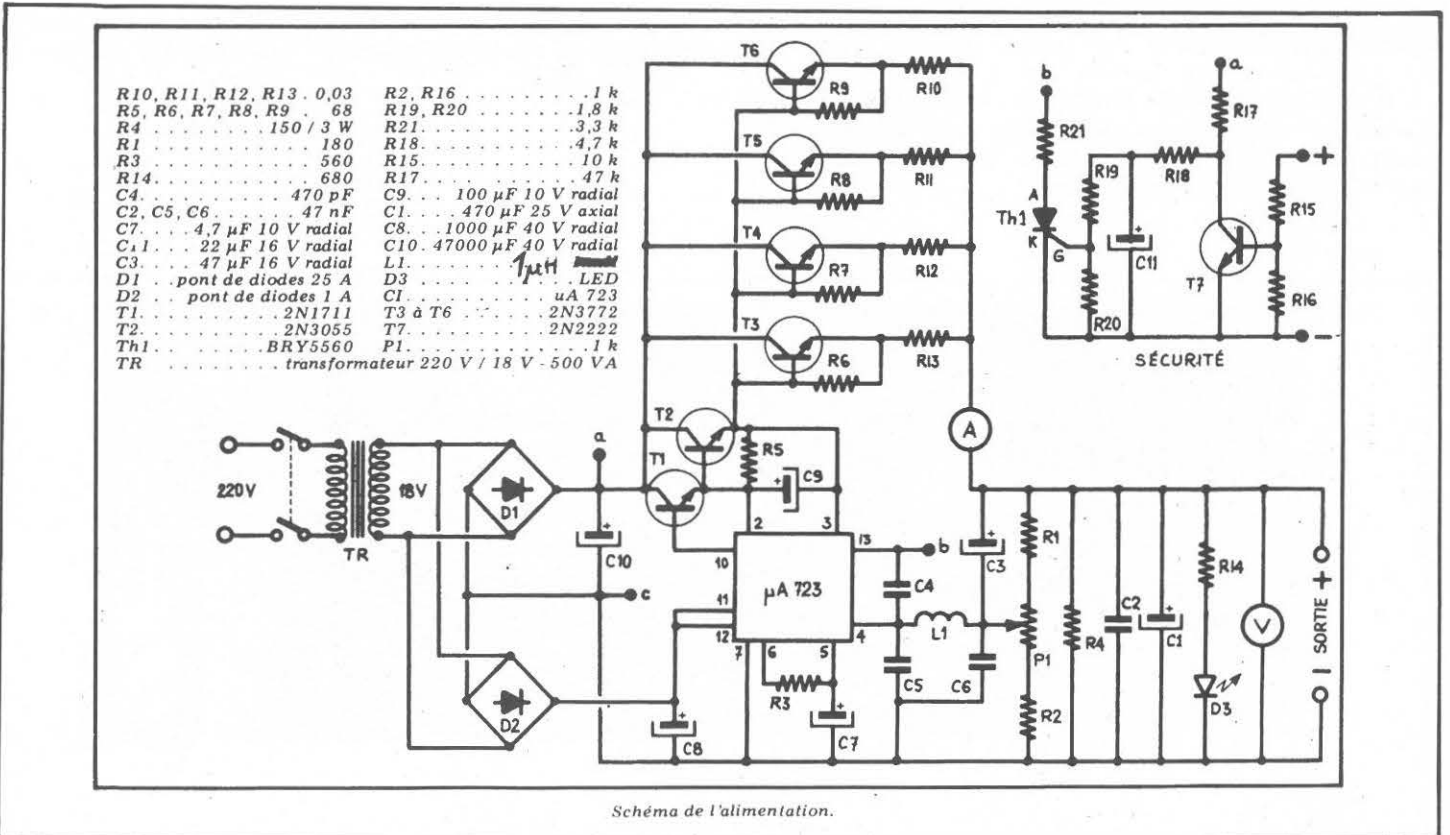 R10, R11, R12, R13 . 0,03
R5, R6, R7, R8, R9 . 68
R4 . . . . . . . . . 150 / 3 W
R1 . . . . . . . . . . . . . 180
R3 . . . . . . . . . . . . . 560
R14 . . . . . . . . . . . . 680
C4 . . . . . . . . . . . 470 pF
C2, C5, C6 . . . . . . 47 nF
C7 . . . . 4,7 µF 10 V radial
C11 . . . 22 µF 16 V radial
C3 . . . . 47 µF 16 V radial
D1 . . pont de diodes 25 A
D2 . . pont de diodes 1 A
T1 . . . . . . . . . . . 2N1711
T2 . . . . . . . . . . . 2N3055
Th1 . . . . . . . . BRY5560
TR . . . . . . . . . transformateur 220 V / 18 V - 500 VA
R2, R16 . . . . . . . . . . 1 k
R19, R20 . . . . . . . 1,8 k
R21 . . . . . . . . . . . 3,3 k
R18 . . . . . . . . . . . 4,7 k
R15 . . . . . . . . . . . 10 k
R17 . . . . . . . . . . . 47 k
C9 . . . 100 µF 10 V radial
C1 . . . . 470 µF 25 V axial
C8 . . . 1000 µF 40 V radial
C10 . 47000 µF 40 V radial
L1 . . . . . . . . 1µH
D3 . . . . . . . . . . . . LED
CI . . . . . . . . . . uA 723
T3 à T6 . . . . . . 2N3772
T7 . . . . . . . . . . 2N2222
P1 . . . . . . . . . . . . . 1 k
T6
R9
R10
T5
R8
R11
T4
R7
R12
T3
R6
R13
b
a
R21
R17
R19
R18
+
A
Th1
K
G
C11
R15
T7
R20
R16
−
SÉCURITÉ
T2
T1
a
R5
+
C9
A
220V
TR
18V
D1
+
C10
c
2
3
10
11
12
7
6
5
4
13
µA 723
b
C4
L1
C5
C6
+
C3
R1
P1
R2
R4
C2
+
C1
R14
D3
V
+
SORTIE
−
D2
+
C8
R3
+
C7
Schéma de l'alimentation.